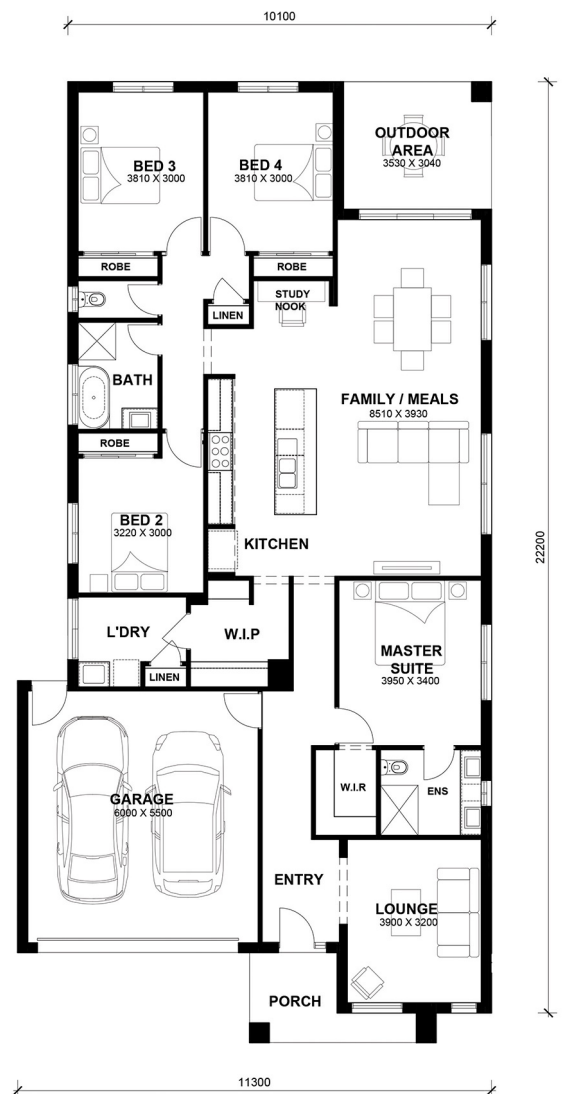 10100
BED 3
3810 X 3000
BED 4
3810 X 3000
OUTDOOR
AREA
3530 X 3040
ROBE
ROBE
STUDY
NOOK
LINEN
BATH
FAMILY / MEALS
8510 X 3930
ROBE
BED 2
3220 X 3000
KITCHEN
22200
L'DRY
W.I.P
LINEN
MASTER
SUITE
3950 X 3400
W.I.R
ENS
GARAGE
6000 X 5500
ENTRY
LOUNGE
3900 X 3200
PORCH
11300